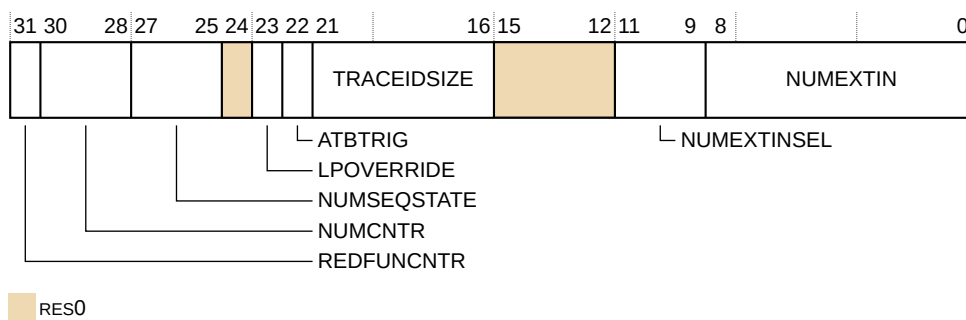 31 30 28 27 25 24 23 22 21 16 15 12 11 9 8 0
TRACEIDSIZE NUMEXTIN
ATBTRIG NUMEXTINSEL
LPOVERRIDE
NUMSEQSTATE
NUMCNTR
REDFUNCNTR
RES0